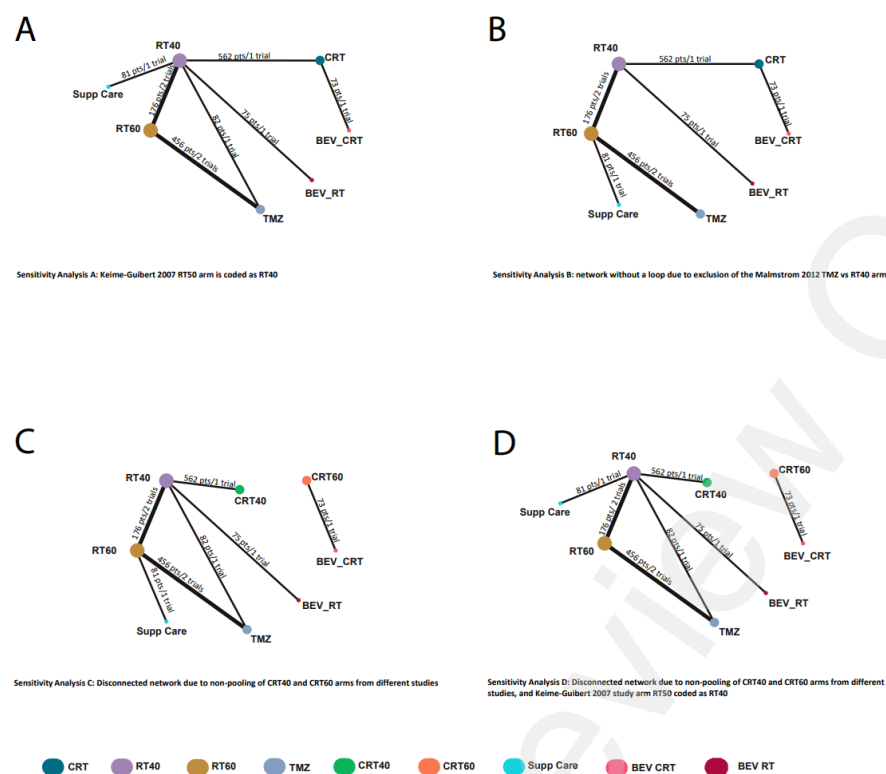 A
RT40
81 pts/1 trial
562 pts/1 trial
CRT
Supp Care
176 pts/2 trials
73 pts/1 trial
82 pts/1 trial
75 pts/1 trial
RT60
456 pts/2 trials
BEV_CRT
BEV_RT
TMZ
Sensitivity Analysis A: Keime-Guibert 2007 RT50 arm is coded as RT40
B
RT40
562 pts/1 trial
CRT
176 pts/2 trials
75 pts/1 trial
73 pts/1 trial
RT60
81 pts/1 trial
456 pts/2 trials
BEV_CRT
BEV_RT
Supp Care
TMZ
Sensitivity Analysis B: network without a loop due to exclusion of the Malmstrom 2012 TMZ vs RT40 arm
C
RT40
562 pts/1 trial
CRT40
CRT60
176 pts/2 trials
82 pts/1 trial
75 pts/1 trial
73 pts/1 trial
RT60
81 pts/1 trial
456 pts/2 trials
BEV_CRT
BEV_RT
Supp Care
TMZ
Sensitivity Analysis C: Disconnected network due to non-pooling of CRT40 and CRT60 arms from different studies
D
RT40
81 pts/1 trial
562 pts/1 trial
CRT40
CRT60
Supp Care
176 pts/ 2 trials
82 pts/1 trial
75 pts/1 trial
73 pts/1 trial
RT60
456 pts/2 trials
BEV_CRT
BEV_RT
TMZ
Sensitivity Analysis D: Disconnected network due to non-pooling of CRT40 and CRT60 arms from different
studies, and Keime-Guibert 2007 study arm RT50 coded as RT40
CRT RT40 RT60 TMZ CRT40 CRT60 Supp Care BEV CRT BEV RT